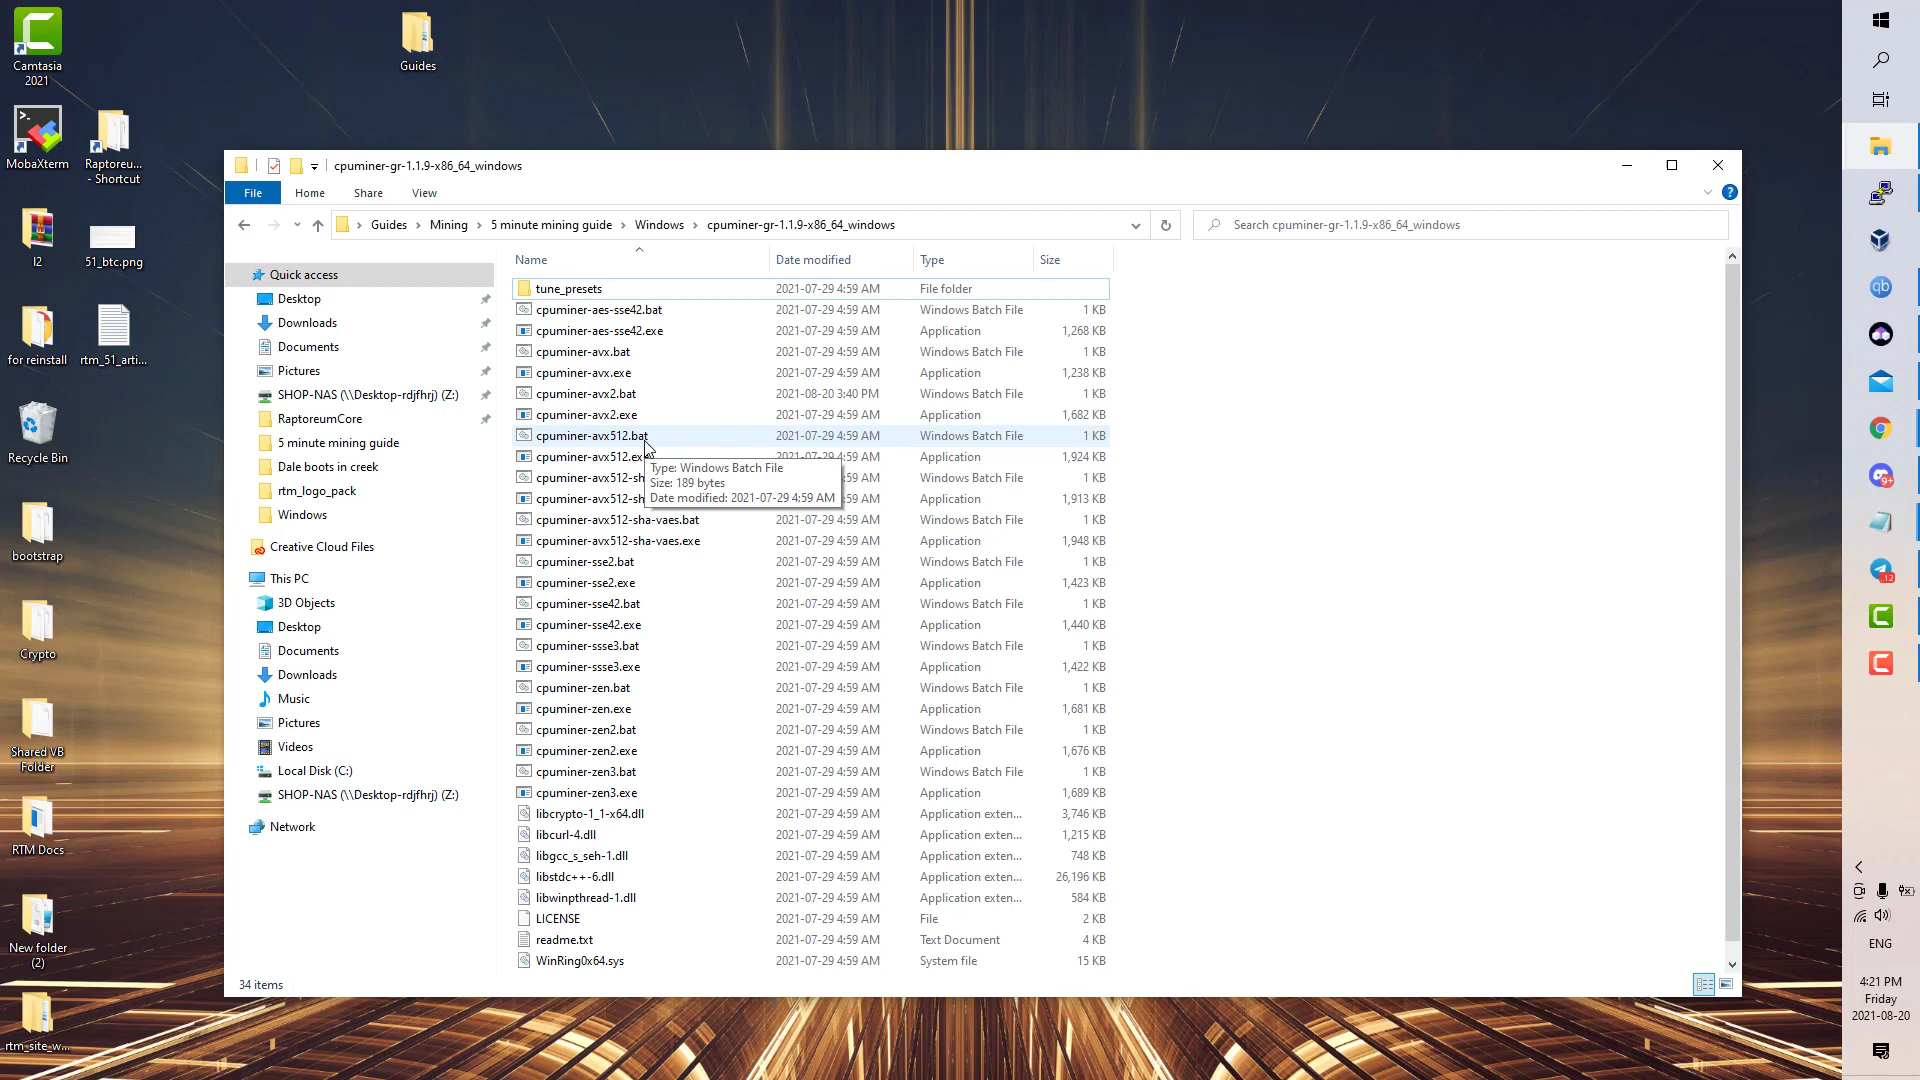 Camtasia
2021
Guides
MobaXterm
Raptoreu...
- Shortcut
I2
51_btc.png
for reinstall
rtm_51_arti...
Recycle Bin
bootstrap
Crypto
Shared VB
Folder
RTM Docs
New folder
(2)
rtm_site_w...
cpuminer-gr-1.1.9-x86_64_windows
File Home Share View
Guides Mining 5 minute mining guide Windows cpuminer-gr-1.1.9-x86_64_windows
Search cpuminer-gr-1.1.9-x86_64_windows
Quick access
Desktop
Downloads
Documents
Pictures
SHOP-NAS (\\Desktop-rdjfhrj) (Z:)
RaptoreumCore
5 minute mining guide
Dale boots in creek
rtm_logo_pack
Windows
Creative Cloud Files
This PC
3D Objects
Desktop
Documents
Downloads
Music
Pictures
Videos
Local Disk (C:)
SHOP-NAS (\\Desktop-rdjfhrj) (Z:)
Network
Name Date modified Type Size
tune_presets 2021-07-29 4:59 AM File folder
cpuminer-aes-sse42.bat 2021-07-29 4:59 AM Windows Batch File 1 KB
cpuminer-aes-sse42.exe 2021-07-29 4:59 AM Application 1,268 KB
cpuminer-avx.bat 2021-07-29 4:59 AM Windows Batch File 1 KB
cpuminer-avx.exe 2021-07-29 4:59 AM Application 1,238 KB
cpuminer-avx2.bat 2021-08-20 3:40 PM Windows Batch File 1 KB
cpuminer-avx2.exe 2021-07-29 4:59 AM Application 1,682 KB
cpuminer-avx512.bat 2021-07-29 4:59 AM Windows Batch File 1 KB
cpuminer-avx512.ex 2021-07-29 4:59 AM Application 1,924 KB
cpuminer-avx512-sh Windows Batch File 1 KB
cpuminer-avx512-sh Application 1,913 KB
Type: Windows Batch File
Size: 189 bytes
Date modified: 2021-07-29 4:59 AM
cpuminer-avx512-sha-vaes.bat 2021-07-29 4:59 AM Windows Batch File 1 KB
cpuminer-avx512-sha-vaes.exe 2021-07-29 4:59 AM Application 1,948 KB
cpuminer-sse2.bat 2021-07-29 4:59 AM Windows Batch File 1 KB
cpuminer-sse2.exe 2021-07-29 4:59 AM Application 1,423 KB
cpuminer-sse42.bat 2021-07-29 4:59 AM Windows Batch File 1 KB
cpuminer-sse42.exe 2021-07-29 4:59 AM Application 1,440 KB
cpuminer-ssse3.bat 2021-07-29 4:59 AM Windows Batch File 1 KB
cpuminer-ssse3.exe 2021-07-29 4:59 AM Application 1,422 KB
cpuminer-zen.bat 2021-07-29 4:59 AM Windows Batch File 1 KB
cpuminer-zen.exe 2021-07-29 4:59 AM Application 1,681 KB
cpuminer-zen2.bat 2021-07-29 4:59 AM Windows Batch File 1 KB
cpuminer-zen2.exe 2021-07-29 4:59 AM Application 1,676 KB
cpuminer-zen3.bat 2021-07-29 4:59 AM Windows Batch File 1 KB
cpuminer-zen3.exe 2021-07-29 4:59 AM Application 1,689 KB
libcrypto-1_1-x64.dll 2021-07-29 4:59 AM Application exten... 3,746 KB
libcurl-4.dll 2021-07-29 4:59 AM Application exten... 1,215 KB
libgcc_s_seh-1.dll 2021-07-29 4:59 AM Application exten... 748 KB
libstdc++-6.dll 2021-07-29 4:59 AM Application exten... 26,196 KB
libwinpthread-1.dll 2021-07-29 4:59 AM Application exten... 584 KB
LICENSE 2021-07-29 4:59 AM File 2 KB
readme.txt 2021-07-29 4:59 AM Text Document 4 KB
WinRing0x64.sys 2021-07-29 4:59 AM System file 15 KB
34 items
qb
9+
12
ENG
4:21 PM
Friday
2021-08-20